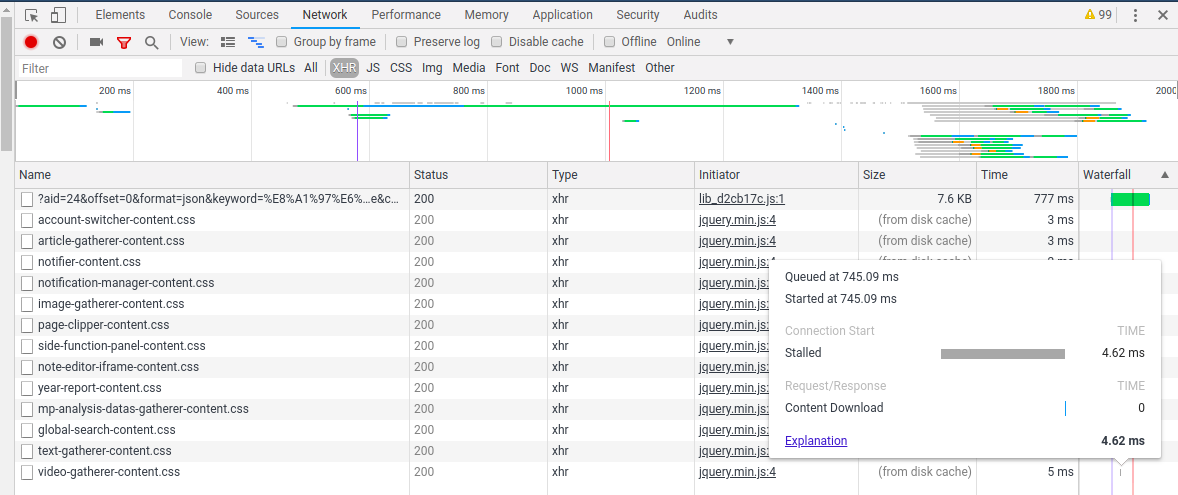 Elements Console Sources Network Performance Memory Application Security Audits 99
View: Group by frame Preserve log Disable cache Offline Online
Filter Hide data URLs All XHR JS CSS Img Media Font Doc WS Manifest Other
200 ms 400 ms 600 ms 800 ms 1000 ms 1200 ms 1400 ms 1600 ms 1800 ms 2000
Name Status Type Initiator Size Time Waterfall
?aid=24&offset=0&format=json&keyword=%E8%A1%97%E6%...e&c... 200 xhr lib_d2cb17c.js:1 7.6 KB 777 ms
account-switcher-content.css 200 xhr jquery.min.js:4 (from disk cache) 3 ms
article-gatherer-content.css 200 xhr jquery.min.js:4 (from disk cache) 3 ms
notifier-content.css 200 xhr jquery.min.js:4 (from disk cache)
notification-manager-content.css 200 xhr jquery.min.js:
image-gatherer-content.css 200 xhr jquery.min.js:
page-clipper-content.css 200 xhr jquery.min.js:
side-function-panel-content.css 200 xhr jquery.min.js:
note-editor-iframe-content.css 200 xhr jquery.min.js:
year-report-content.css 200 xhr jquery.min.js:
mp-analysis-datas-gatherer-content.css 200 xhr jquery.min.js:
global-search-content.css 200 xhr jquery.min.js:
text-gatherer-content.css 200 xhr jquery.min.js:
video-gatherer-content.css 200 xhr jquery.min.js:4 (from disk cache) 5 ms
Queued at 745.09 ms
Started at 745.09 ms
Connection Start TIME
Stalled 4.62 ms
Request/Response TIME
Content Download 0
Explanation 4.62 ms